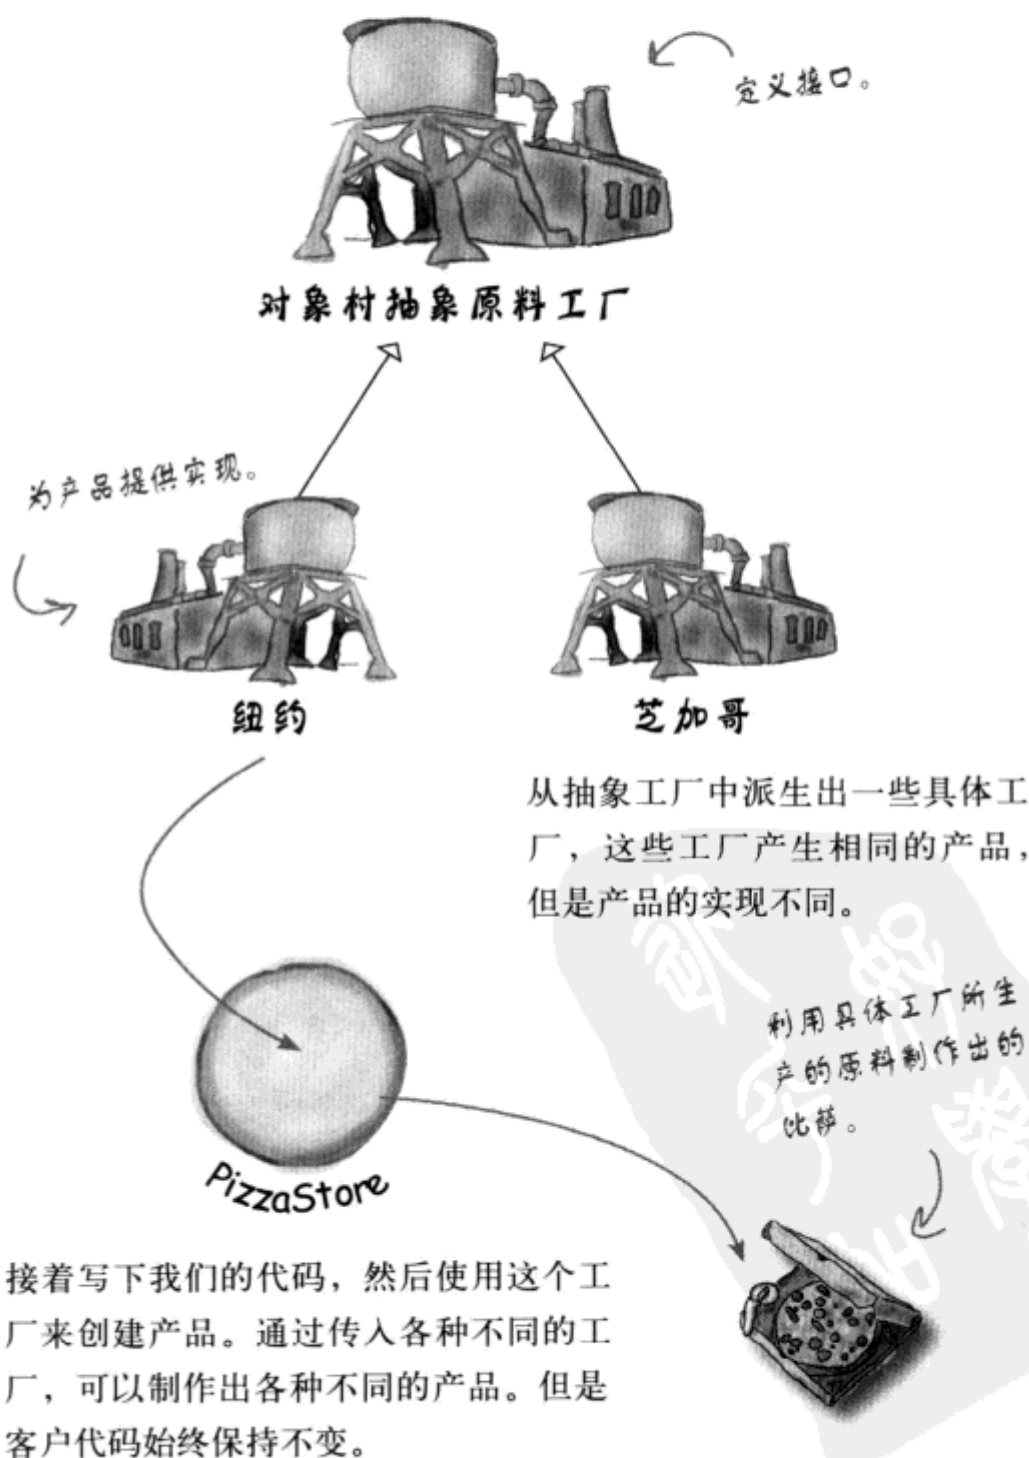 定义接口。
对象村抽象原料工厂
为产品提供实现。
纽约
芝加哥
从抽象工厂中派生出一些具体工
厂，这些工厂产生相同的产品，
但是产品的实现不同。
利用具体工厂所生
产的原料制作出的
比萨。
PizzaStore
接着写下我们的代码，然后使用这个工
厂来创建产品。通过传入各种不同的工
厂，可以制作出各种不同的产品。但是
客户代码始终保持不变。